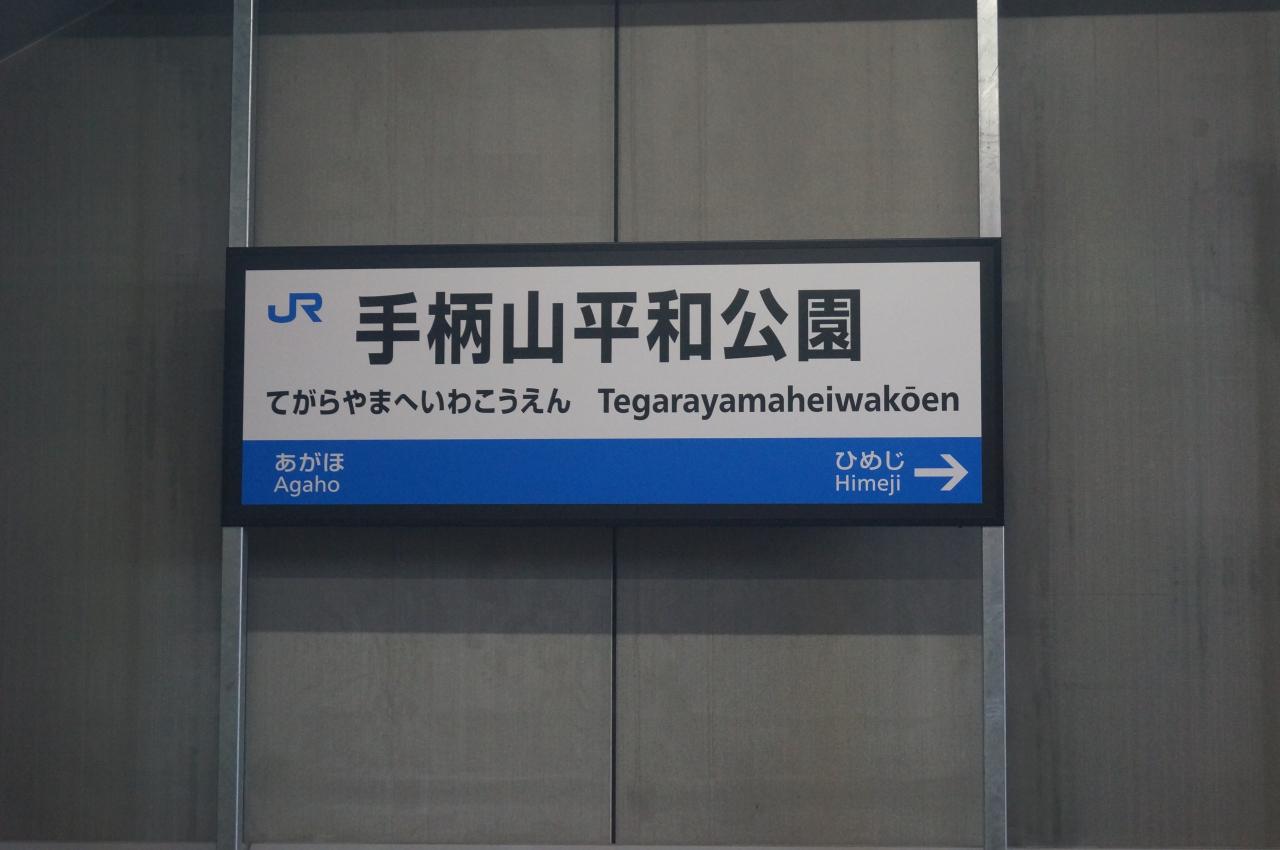 JR 手柄山平和公園
てがらやまへいわこうえん Tegarayamaheiwakōen
あがほ ひめじ
Agaho Himeji